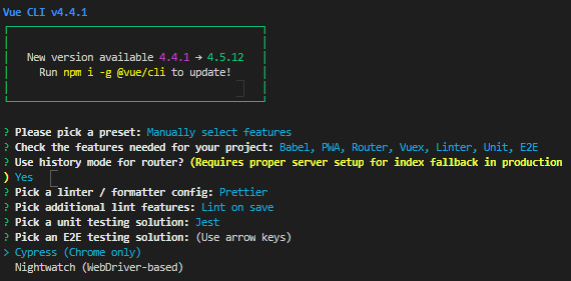 Vue CLI v4.4.1
New version available 4.4.1 → 4.5.12
Run npm i -g @vue/cli to update!
? Please pick a preset: Manually select features
? Check the features needed for your project: Babel, PWA, Router, Vuex, Linter, Unit, E2E
? Use history mode for router? (Requires proper server setup for index fallback in production
) Yes
? Pick a linter / formatter config: Prettier
? Pick additional lint features: Lint on save
? Pick a unit testing solution: Jest
? Pick an E2E testing solution: (Use arrow keys)
> Cypress (Chrome only)
Nightwatch (WebDriver-based)